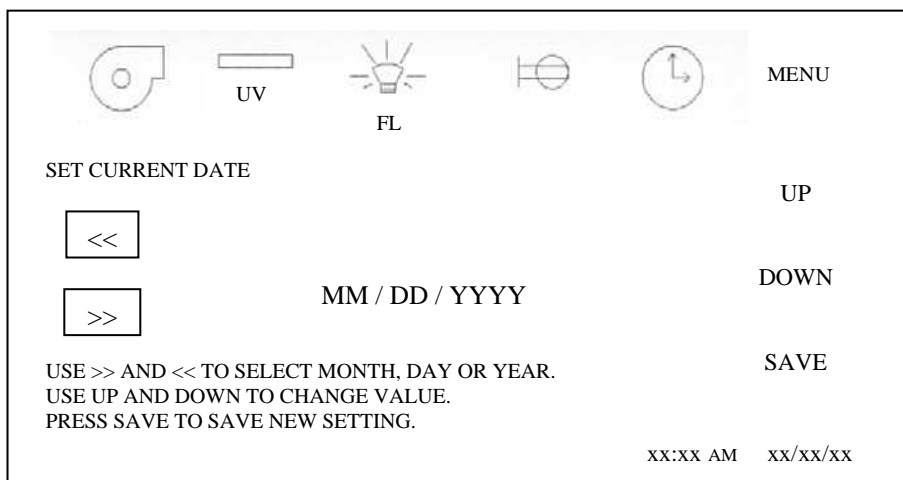 MENU
UV
FL
SET CURRENT DATE
UP
<<
DOWN
MM / DD / YYYY
>>
SAVE
USE >> AND << TO SELECT MONTH, DAY OR YEAR.
USE UP AND DOWN TO CHANGE VALUE.
PRESS SAVE TO SAVE NEW SETTING.
xx:xx AM xx/xx/xx